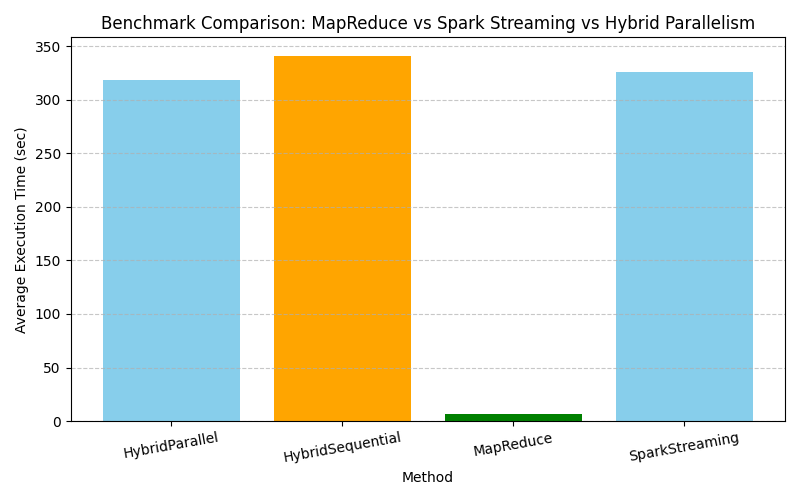 Benchmark Comparison: MapReduce vs Spark Streaming vs Hybrid Parallelism
350
300
250
200
150
100
50
0
Average Execution Time (sec)
HybridParallel
HybridSequential
MapReduce
SparkStreaming
Method